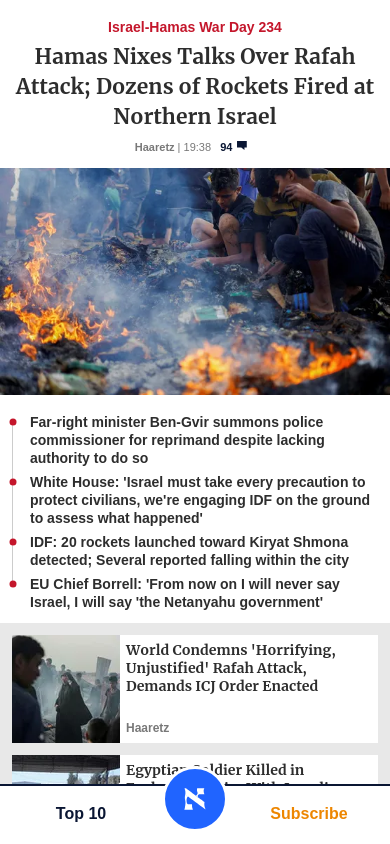 Israel-Hamas War Day 234
Hamas Nixes Talks Over Rafah
Attack; Dozens of Rockets Fired at
Northern Israel
Haaretz | 19:38 94
Far-right minister Ben-Gvir summons police
commissioner for reprimand despite lacking
authority to do so
White House: 'Israel must take every precaution to
protect civilians, we're engaging IDF on the ground
to assess what happened'
IDF: 20 rockets launched toward Kiryat Shmona
detected; Several reported falling within the city
EU Chief Borrell: 'From now on I will never say
Israel, I will say 'the Netanyahu government'
World Condemns 'Horrifying,
Unjustified' Rafah Attack,
Demands ICJ Order Enacted
Haaretz
Egyptian Soldier Killed in
Top 10
Subscribe